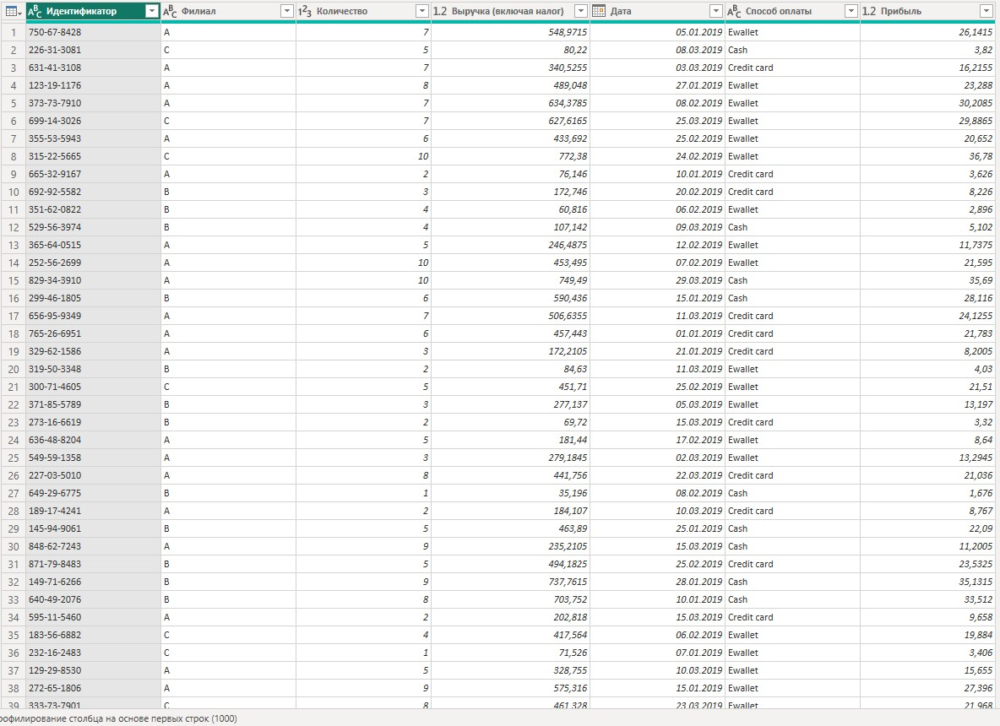 ABC Идентификатор ABC Филиал 123 Количество 1.2 Выручка (включая налог) Дата ABC Способ оплаты 1.2 Прибыль
1 750-67-8428 A 7 548,9715 05.01.2019 Ewallet 26,1415
2 226-31-3081 C 5 80,22 08.03.2019 Cash 3,82
3 631-41-3108 A 7 340,5255 03.03.2019 Credit card 16,2155
4 123-19-1176 A 8 489,048 27.01.2019 Ewallet 23,288
5 373-73-7910 A 7 634,3785 08.02.2019 Ewallet 30,2085
6 699-14-3026 C 7 627,6165 25.03.2019 Ewallet 29,8865
7 355-53-5943 A 6 433,692 25.02.2019 Ewallet 20,652
8 315-22-5665 C 10 772,38 24.02.2019 Ewallet 36,78
9 665-32-9167 A 2 76,146 10.01.2019 Credit card 3,626
10 692-92-5582 B 3 172,746 20.02.2019 Credit card 8,226
11 351-62-0822 B 4 60,816 06.02.2019 Ewallet 2,896
12 529-56-3974 B 4 107,142 09.03.2019 Cash 5,102
13 365-64-0515 A 5 246,4875 12.02.2019 Ewallet 11,7375
14 252-56-2699 A 10 453,495 07.02.2019 Ewallet 21,595
15 829-34-3910 A 10 749,49 29.03.2019 Cash 35,69
16 299-46-1805 B 6 590,436 15.01.2019 Cash 28,116
17 656-95-9349 A 7 506,6355 11.03.2019 Credit card 24,1255
18 765-26-6951 A 6 457,443 01.01.2019 Credit card 21,783
19 329-62-1586 A 3 172,2105 21.01.2019 Credit card 8,2005
20 319-50-3348 B 2 84,63 11.03.2019 Ewallet 4,03
21 300-71-4605 C 5 451,71 25.02.2019 Ewallet 21,51
22 371-85-5789 B 3 277,137 05.03.2019 Ewallet 13,197
23 273-16-6619 B 2 69,72 15.03.2019 Credit card 3,32
24 636-48-8204 A 5 181,44 17.02.2019 Ewallet 8,64
25 549-59-1358 A 3 279,1845 02.03.2019 Ewallet 13,2945
26 227-03-5010 A 8 441,756 22.03.2019 Credit card 21,036
27 649-29-6775 B 1 35,196 08.02.2019 Cash 1,676
28 189-17-4241 A 2 184,107 10.03.2019 Credit card 8,767
29 145-94-9061 B 5 463,89 25.01.2019 Cash 22,09
30 848-62-7243 A 9 235,2105 15.03.2019 Cash 11,2005
31 871-79-8483 B 5 494,1825 25.02.2019 Credit card 23,5325
32 149-71-6266 B 9 737,7615 28.01.2019 Cash 35,1315
33 640-49-2076 B 8 703,752 10.01.2019 Cash 33,512
34 595-11-5460 A 2 202,818 15.03.2019 Credit card 9,658
35 183-56-6882 C 4 417,564 06.02.2019 Ewallet 19,884
36 232-16-2483 C 1 71,526 07.01.2019 Ewallet 3,406
37 129-29-8530 A 5 328,755 10.03.2019 Ewallet 15,655
38 272-65-1806 A 9 575,316 15.01.2019 Ewallet 27,396
39 333-73-7901 C 8 461,328 23.03.2019 Ewallet 21,968
рофилирование столбца на основе первых строк (1000)